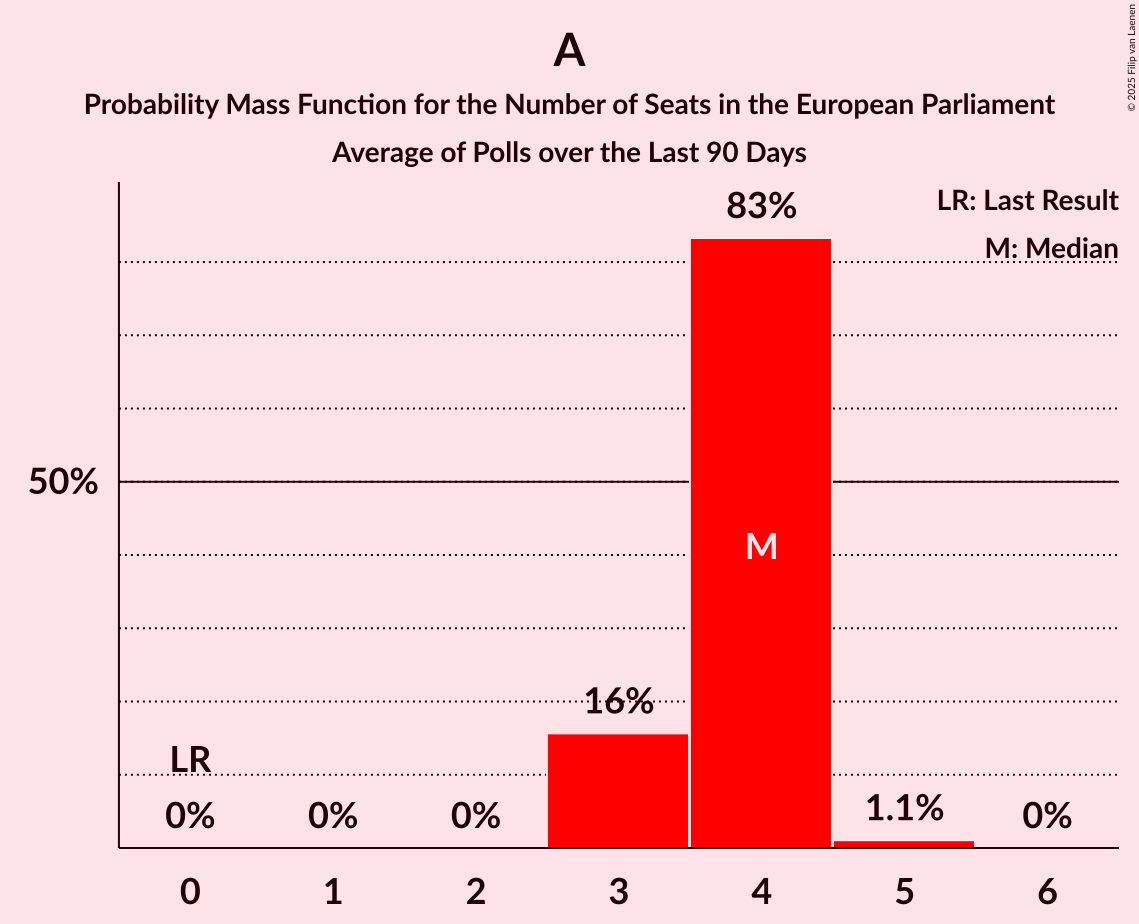 A
Probability Mass Function for the Number of Seats in the European Parliament
Average of Polls over the Last 90 Days
© 2025 Filip van Laenen
LR: Last Result
M: Median
83%
50%
M
16%
LR
0% 0% 0% 1.1% 0%
0 1 2 3 4 5 6